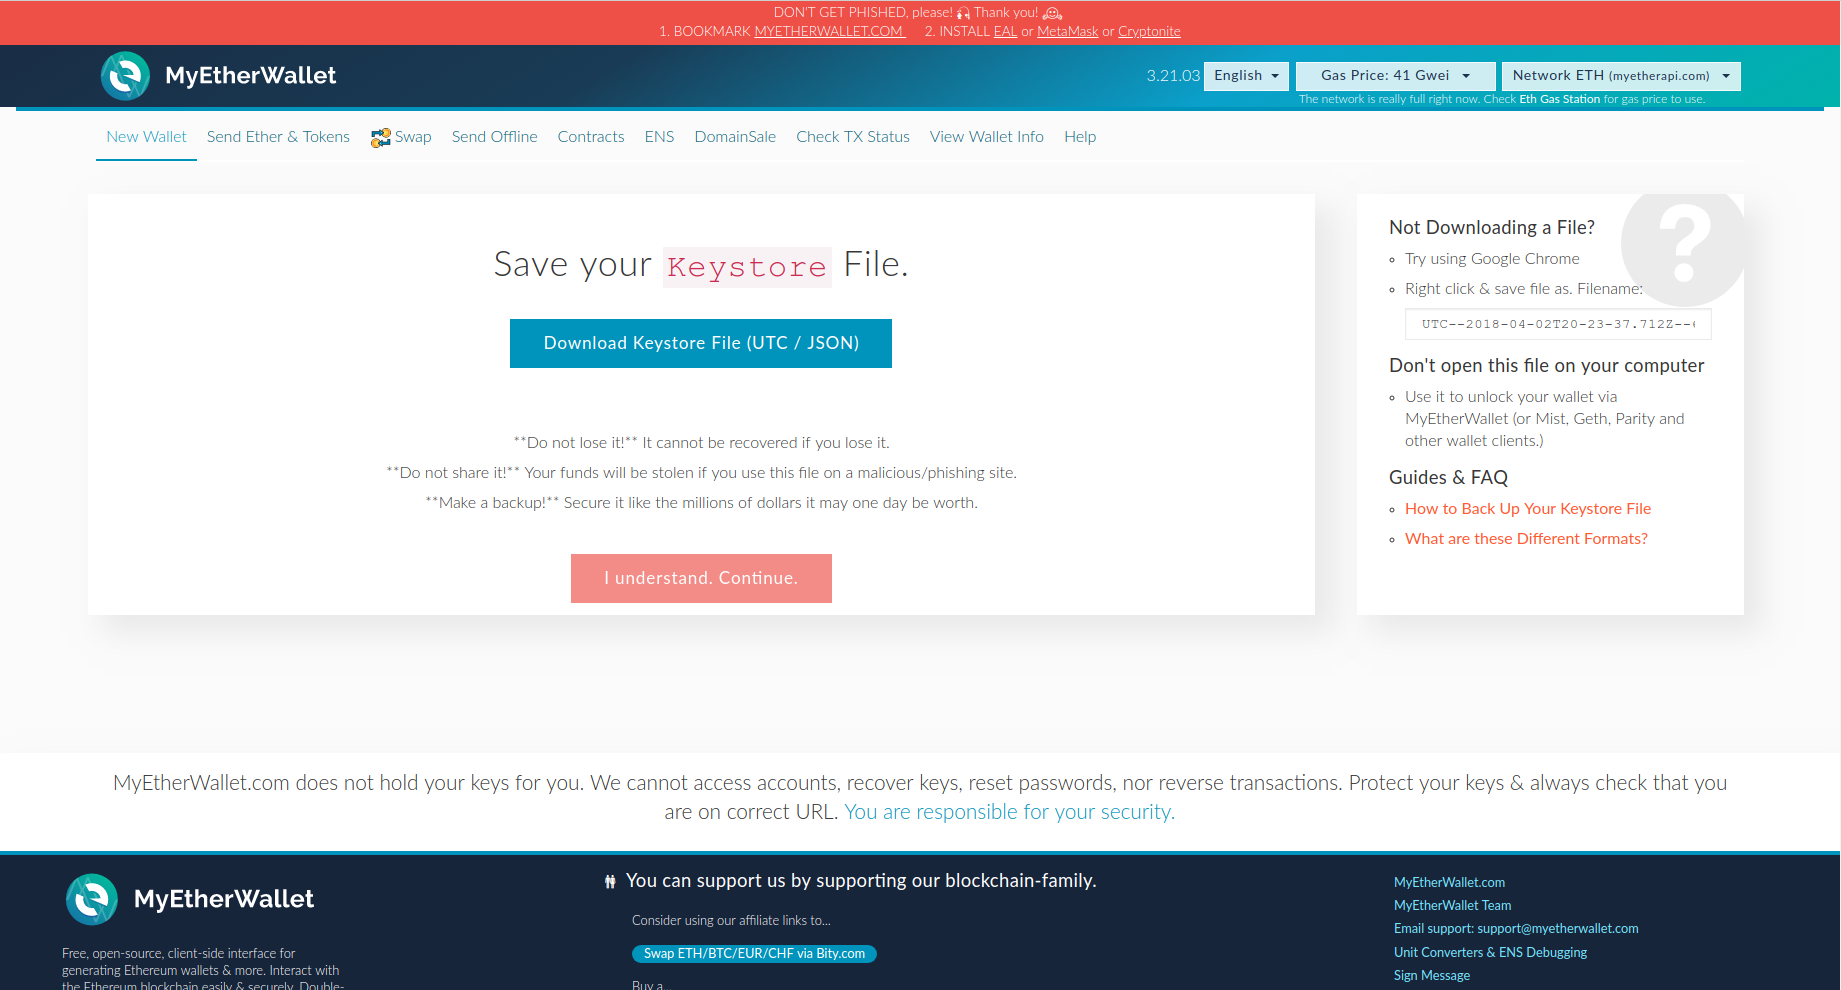 DON'T GET PHISHED, please! Thank you!
1. BOOKMARK MYETHERWALLET.COM 2. INSTALL EAL or MetaMask or Cryptonite
MyEtherWallet
3.21.03 English Gas Price: 41 Gwei Network ETH (myetherapi.com)
The network is really full right now. Check Eth Gas Station for gas price to use.
New Wallet Send Ether & Tokens Swap Send Offline Contracts ENS DomainSale Check TX Status View Wallet Info Help
Save your Keystore File.
Download Keystore File (UTC / JSON)
**Do not lose it!** It cannot be recovered if you lose it.
**Do not share it!** Your funds will be stolen if you use this file on a malicious/phishing site.
**Make a backup!** Secure it like the millions of dollars it may one day be worth.
I understand. Continue.
Not Downloading a File?
Try using Google Chrome
Right click & save file as. Filename:
UTC--2018-04-02T20-23-37.712Z--
Don't open this file on your computer
Use it to unlock your wallet via
MyEtherWallet (or Mist, Geth, Parity and
other wallet clients.)
Guides & FAQ
How to Back Up Your Keystore File
What are these Different Formats?
MyEtherWallet.com does not hold your keys for you. We cannot access accounts, recover keys, reset passwords, nor reverse transactions. Protect your keys & always check that you
are on correct URL. You are responsible for your security.
MyEtherWallet
Free, open-source, client-side interface for
generating Ethereum wallets & more. Interact with
the Ethereum blockchain easily & securely. Double-
You can support us by supporting our blockchain-family.
Consider using our affiliate links to...
Swap ETH/BTC/EUR/CHF via Bity.com
Buy a...
MyEtherWallet.com
MyEtherWallet Team
Email support: support@myetherwallet.com
Unit Converters & ENS Debugging
Sign Message